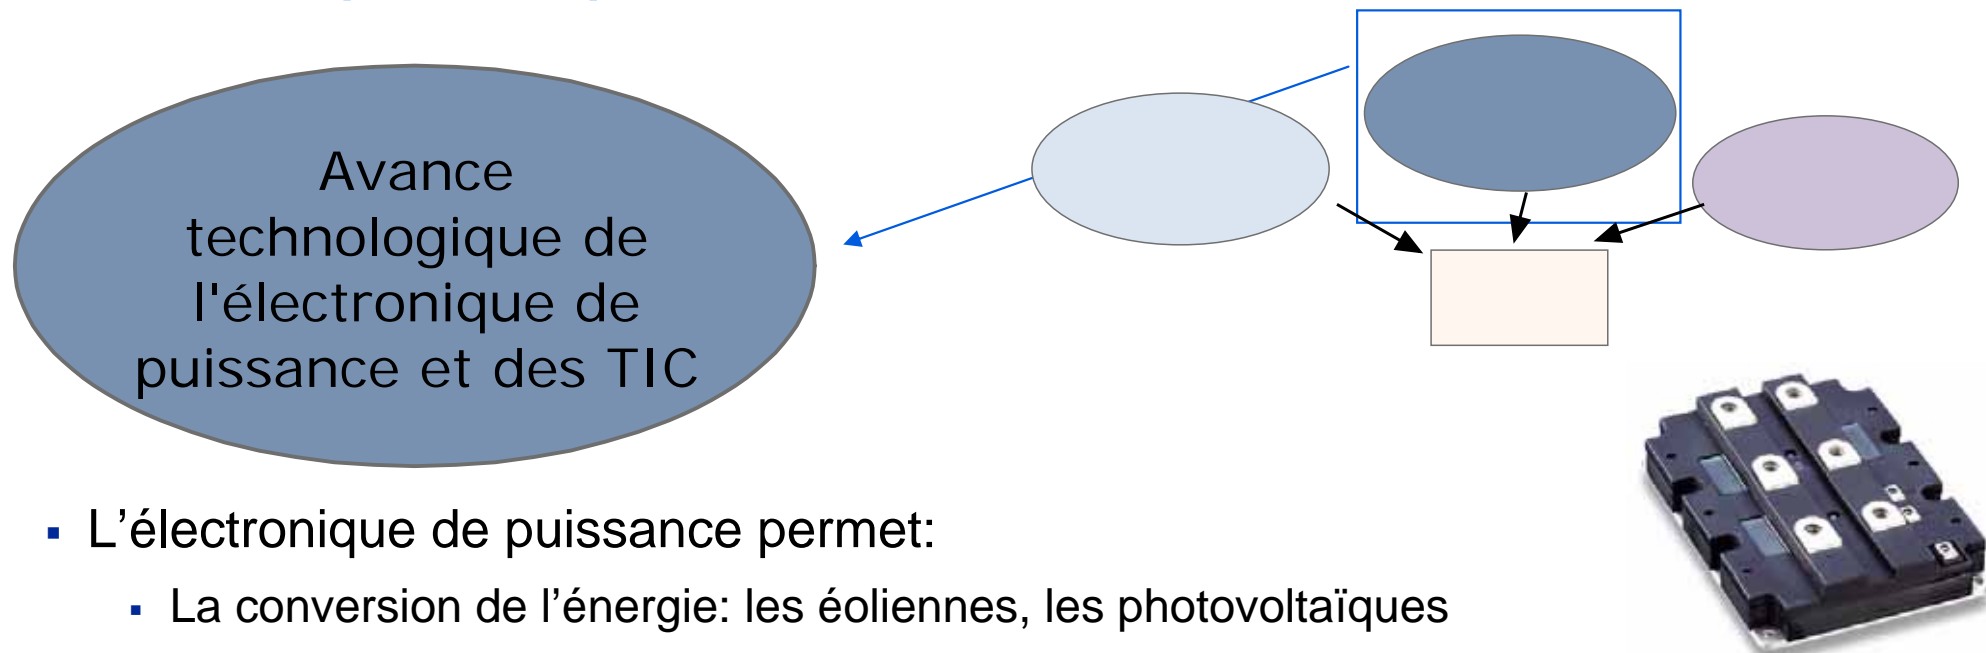 Avance
technologique de
l'électronique de
puissance et des TIC
▪ L’électronique de puissance permet:
▪ La conversion de l’énergie: les éoliennes, les photovoltaïques